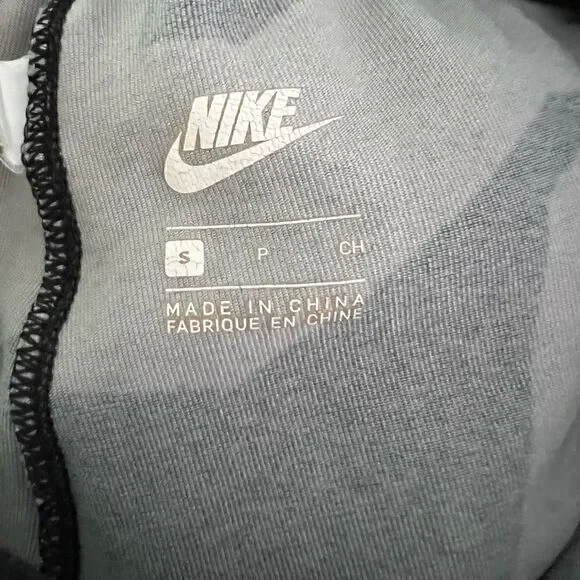 NIKE
S P CH
MADE IN CHINA
FABRIQUE EN CHINE